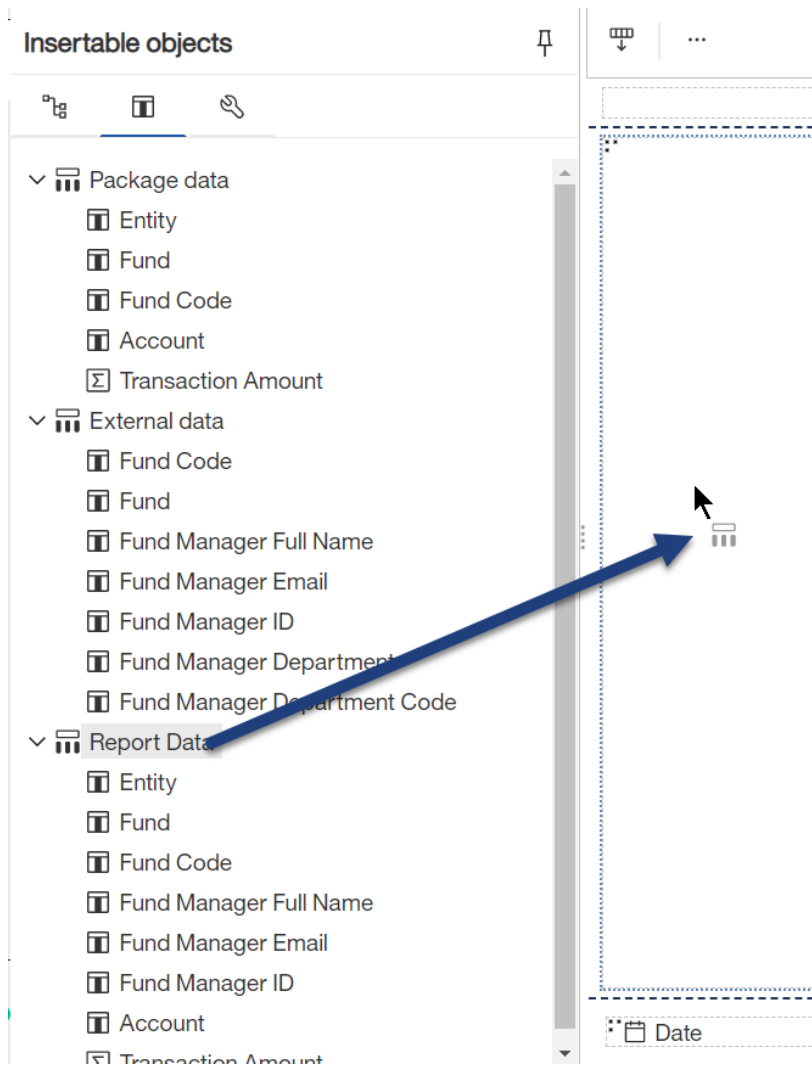 Insertable objects
...
Package data
Entity
Fund
Fund Code
Account
Transaction Amount
External data
Fund Code
Fund
Fund Manager Full Name
Fund Manager Email
Fund Manager ID
Fund Manager Department
Fund Manager Department Code
Report Data
Entity
Fund
Fund Code
Fund Manager Full Name
Fund Manager Email
Fund Manager ID
Account
Transaction Amount
Date